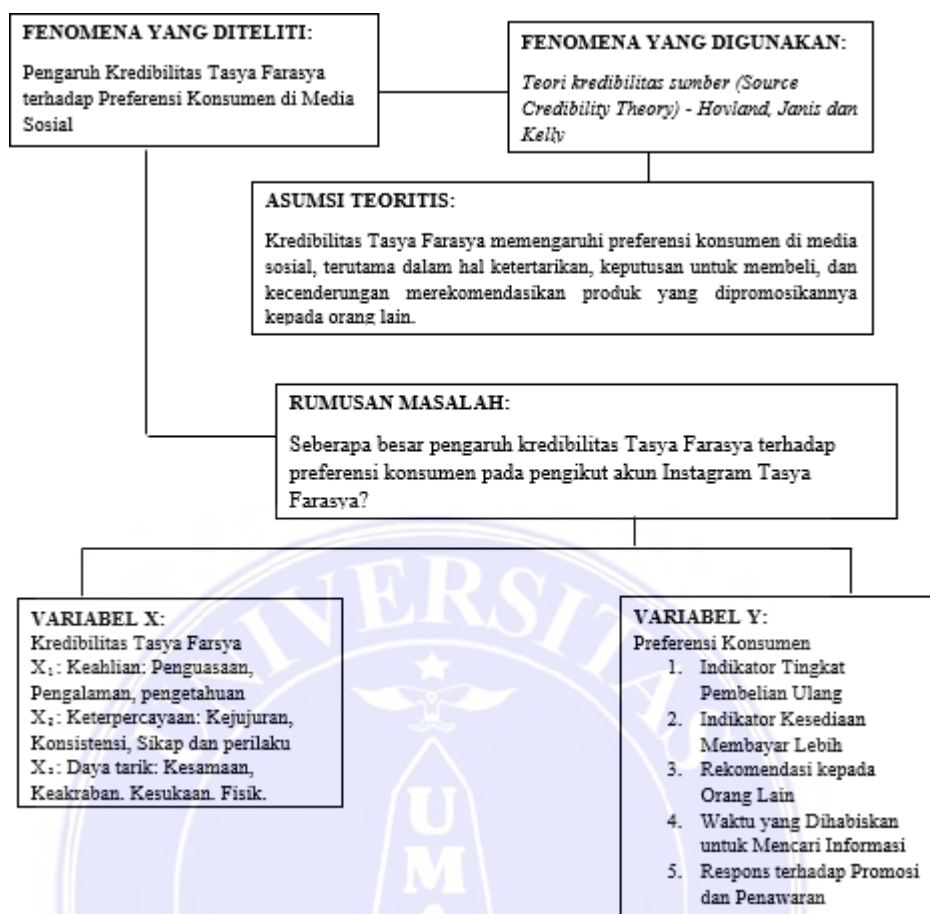 FENOMENA YANG DITELITI:
Pengaruh Kredibilitas Tasya Farasya
terhadap Preferensi Konsumen di Media
Sosial
FENOMENA YANG DIGUNAKAN:
Teori kredibilitas sumber (Source
Credibility Theory) - Hovland, Janis dan
Kelly
ASUMSI TEORITIS:
Kredibilitas Tasya Farasya memengaruhi preferensi konsumen di media
sosial, terutama dalam hal ketertarikan, keputusan untuk membeli, dan
kecenderungan merekomendasikan produk yang dipromosikannya
kepada orang lain.
RUMUSAN MASALAH:
Seberapa besar pengaruh kredibilitas Tasya Farasya terhadap
preferensi konsumen pada pengikut akun Instagram Tasya
Farasya?
VARIABEL X:
Kredibilitas Tasya Farsya
X₁: Keahlian: Penguasaan,
Pengalaman, pengetahuan
X₂: Keterpercayaan: Kejujuran,
Konsistensi, Sikap dan perilaku
X₃: Daya tarik: Kesamaan,
Keakraban. Kesukaan. Fisik.
VARIABEL Y:
Preferensi Konsumen
1. Indikator Tingkat
Pembelian Ulang
2. Indikator Kesediaan
Membayar Lebih
3. Rekomendasi kepada
Orang Lain
4. Waktu yang Dihabiskan
untuk Mencari Informasi
5. Respons terhadap Promosi
dan Penawaran
UNIVERSITAS
UMA